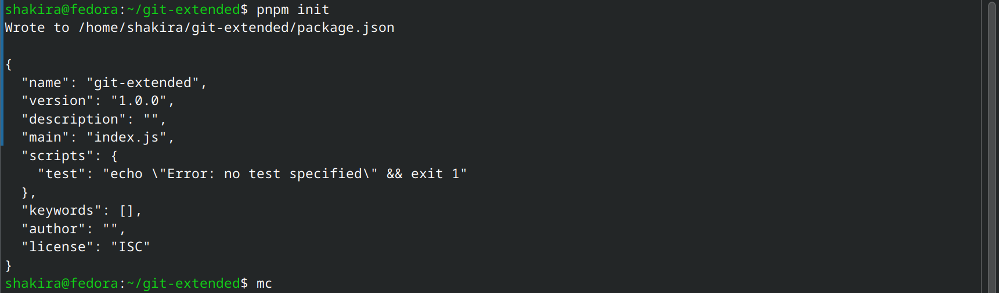 shakira@fedora:~/git-extended$ pnpm init
Wrote to /home/shakira/git-extended/package.json

{
  "name": "git-extended",
  "version": "1.0.0",
  "description": "",
  "main": "index.js",
  "scripts": {
    "test": "echo \"Error: no test specified\" && exit 1"
  },
  "keywords": [],
  "author": "",
  "license": "ISC"
}
shakira@fedora:~/git-extended$ mc